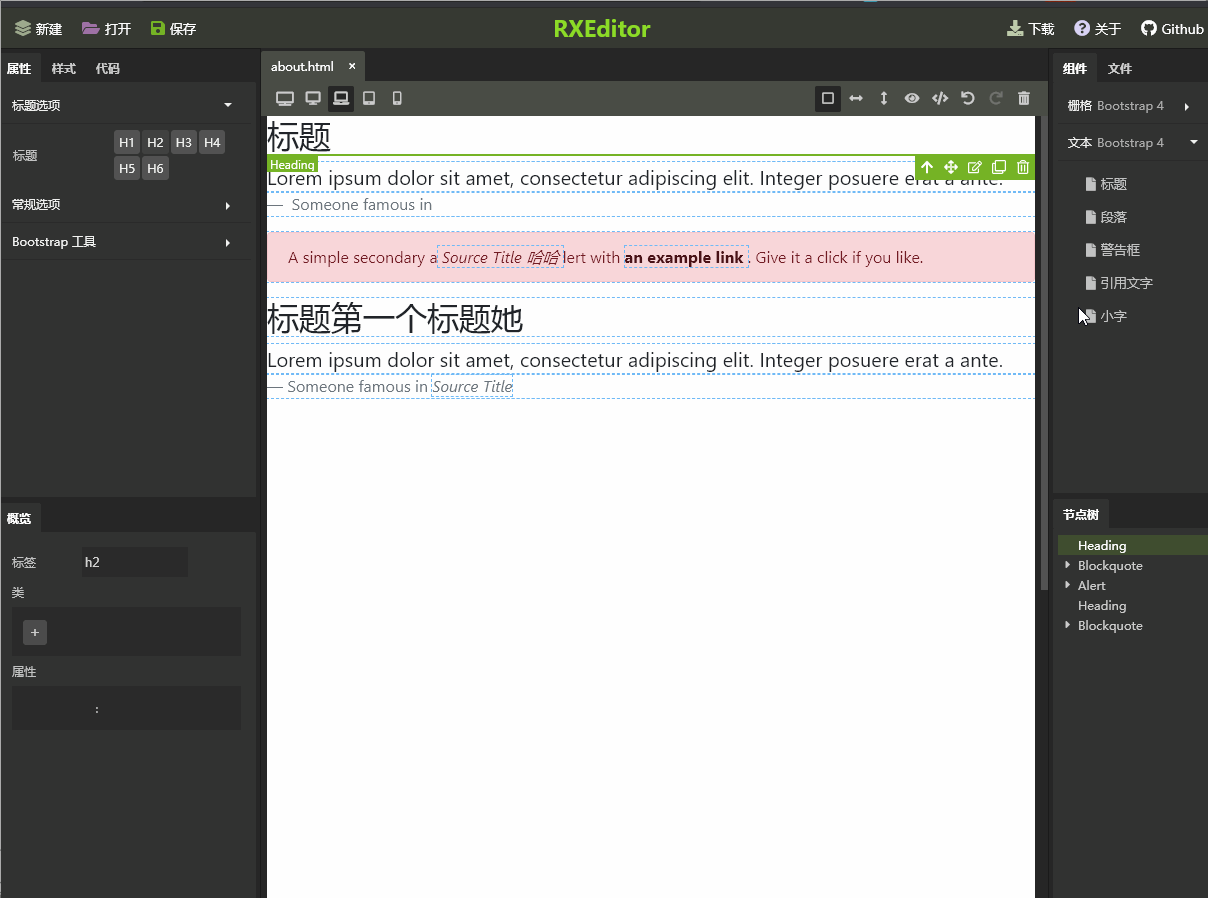 新建 打开 保存 RXEditor 下载 关于 Github
属性 样式 代码
标题选项
标题 H1 H2 H3 H4
H5 H6
常规选项
Bootstrap 工具
概览
标签 h2
类
+
属性
:
about.html ×
标题
Heading
Lorem ipsum dolor sit amet, consectetur adipiscing elit. Integer posuere erat a ante.
— Someone famous in
A simple secondary a Source Title 哈哈 lert with an example link . Give it a click if you like.
标题第一个标题她
Lorem ipsum dolor sit amet, consectetur adipiscing elit. Integer posuere erat a ante.
— Someone famous in Source Title
组件 文件
栅格 Bootstrap 4
文本 Bootstrap 4
标题
段落
警告框
引用文字
小字
节点树
Heading
Blockquote
Alert
Heading
Blockquote